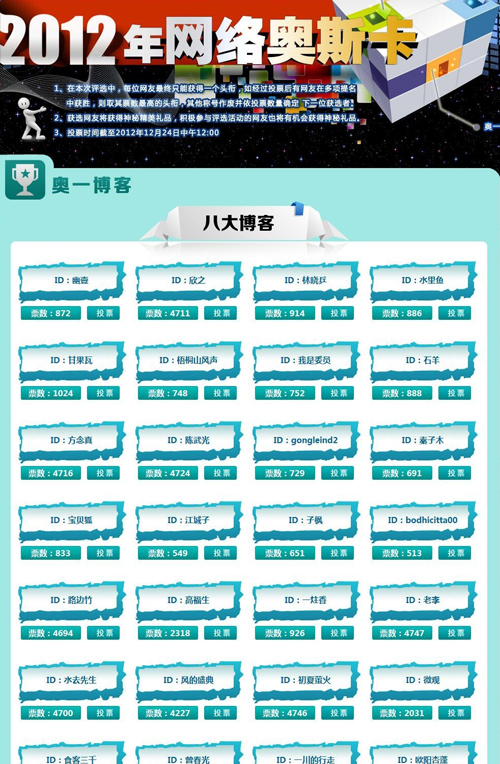 2012年网络奥斯卡
1、在本次评选中，每位网友最终只能获得一个头衔，如经过投票后有网友在多项提名
中获胜，则取其票数最高的头衔，其他称号作废并依投票数量确定 下一位获选者。
2、获选网友将获得神秘精美礼品，积极参与评选活动的网友也将有机会获得神秘礼品。
3、投票时间截至2012年12月24日中午12:00
奥一
奥一博客
八大博客
ID：幽壹 ID：欣之 ID：林晓乒 ID：水里鱼
票数：872 投票 票数：4711 投票 票数：914 投票 票数：886 投票
ID：甘果瓦 ID：梧桐山风声 ID：我是委员 ID：石羊
票数：1024 投票 票数：748 投票 票数：752 投票 票数：888 投票
ID：方念真 ID：陈武光 ID：gongleind2 ID：秦子木
票数：4716 投票 票数：4724 投票 票数：729 投票 票数：691 投票
ID：宝贝狐 ID：江城子 ID：子枫 ID：bodhicitta00
票数：833 投票 票数：549 投票 票数：651 投票 票数：513 投票
ID：路边竹 ID：高福生 ID：一炷香 ID：老李
票数：4694 投票 票数：2318 投票 票数：926 投票 票数：4747 投票
ID：水去先生 ID：风的盛典 ID：初夏萤火 ID：微观
票数：4700 投票 票数：4227 投票 票数：4746 投票 票数：2031 投票
ID：食客三千 ID：曾春光 ID：一川的行走 ID：欧阳杏蓬